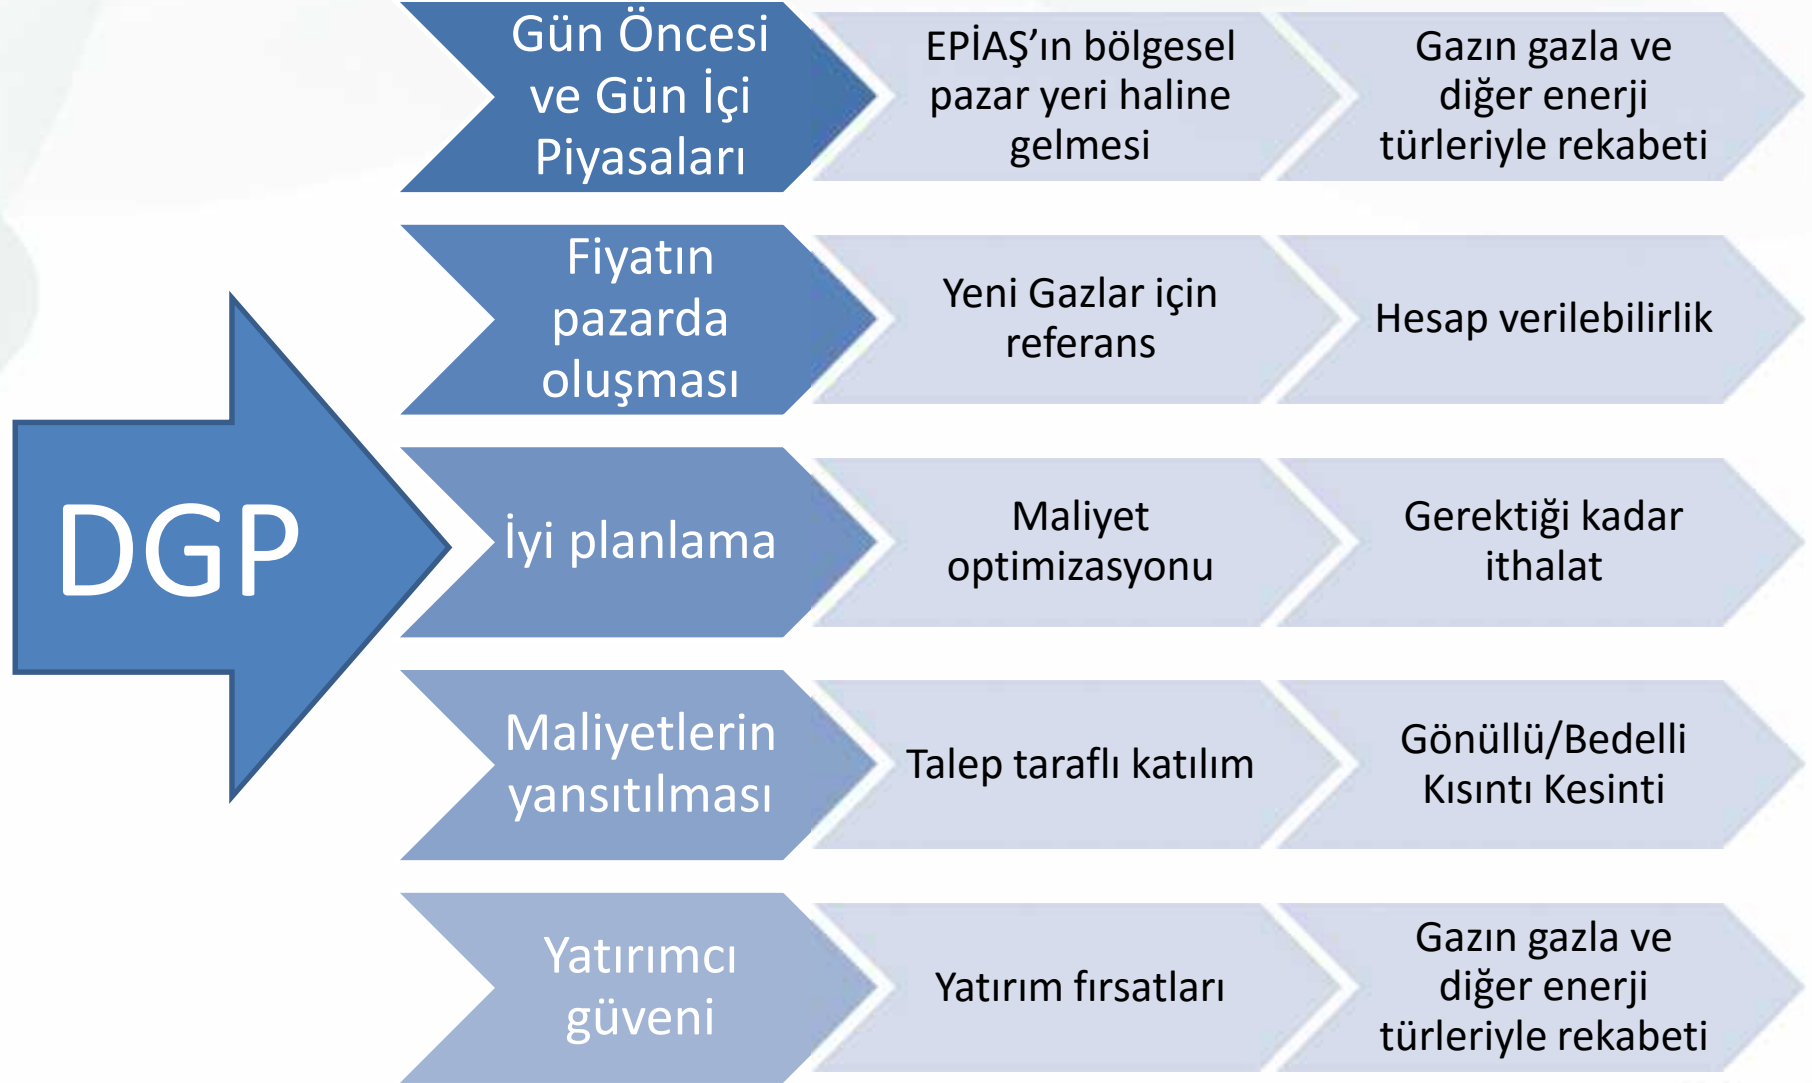 DGP
Gün Öncesi
ve Gün İçi
Piyasaları
EPİAŞ’ın bölgesel
pazar yeri haline
gelmesi
Gazın gazla ve
diğer enerji
türleriyle rekabeti
Fiyatın
pazarda
oluşması
Yeni Gazlar için
referans
Hesap verilebilirlik
İyi planlama
Maliyet
optimizasyonu
Gerektiği kadar
ithalat
Maliyetlerin
yansıtılması
Talep taraflı katılım
Gönüllü/Bedelli
Kısıntı Kesinti
Yatırımcı
güveni
Yatırım fırsatları
Gazın gazla ve
diğer enerji
türleriyle rekabeti